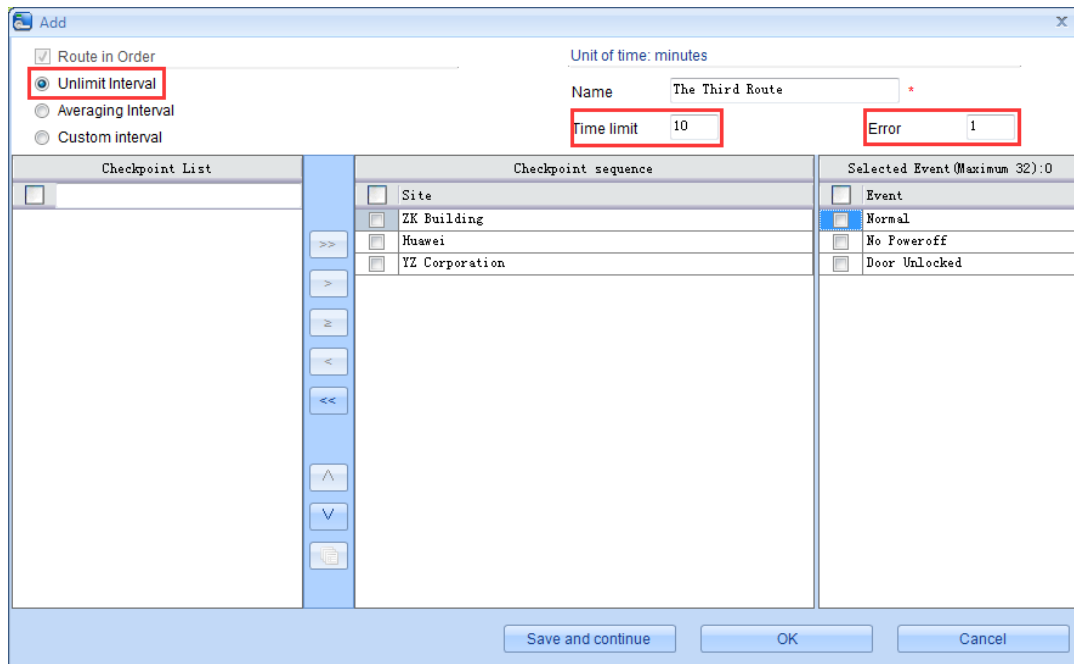 Add
x
Route in Order
Unlimit Interval
Averaging Interval
Custom interval
Unit of time: minutes
Name The Third Route *
Time limit 10 Error 1
Checkpoint List
Checkpoint sequence
Selected Event(Maximum 32):0
Site
Event
ZK Building
Normal
Huawei
No Poweroff
YZ Corporation
Door Unlocked
>>
>
≥
<
<<
Save and continue
OK
Cancel